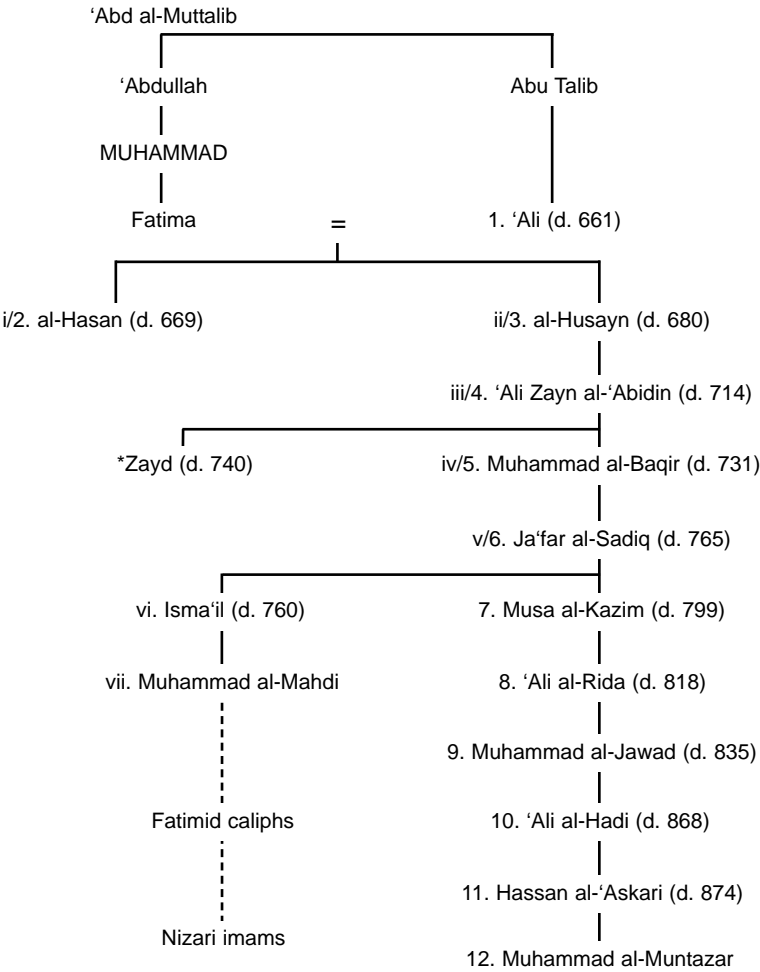 ‘Abd al-Muttalib
‘Abdullah
Abu Talib
MUHAMMAD
Fatima
=
1. ‘Ali (d. 661)
i/2. al-Hasan (d. 669)
ii/3. al-Husayn (d. 680)
iii/4. ‘Ali Zayn al-‘Abidin (d. 714)
*Zayd (d. 740)
iv/5. Muhammad al-Baqir (d. 731)
v/6. Ja‘far al-Sadiq (d. 765)
vi. Isma‘il (d. 760)
7. Musa al-Kazim (d. 799)
vii. Muhammad al-Mahdi
8. ‘Ali al-Rida (d. 818)
9. Muhammad al-Jawad (d. 835)
Fatimid caliphs
10. ‘Ali al-Hadi (d. 868)
11. Hassan al-‘Askari (d. 874)
Nizari imams
12. Muhammad al-Muntazar